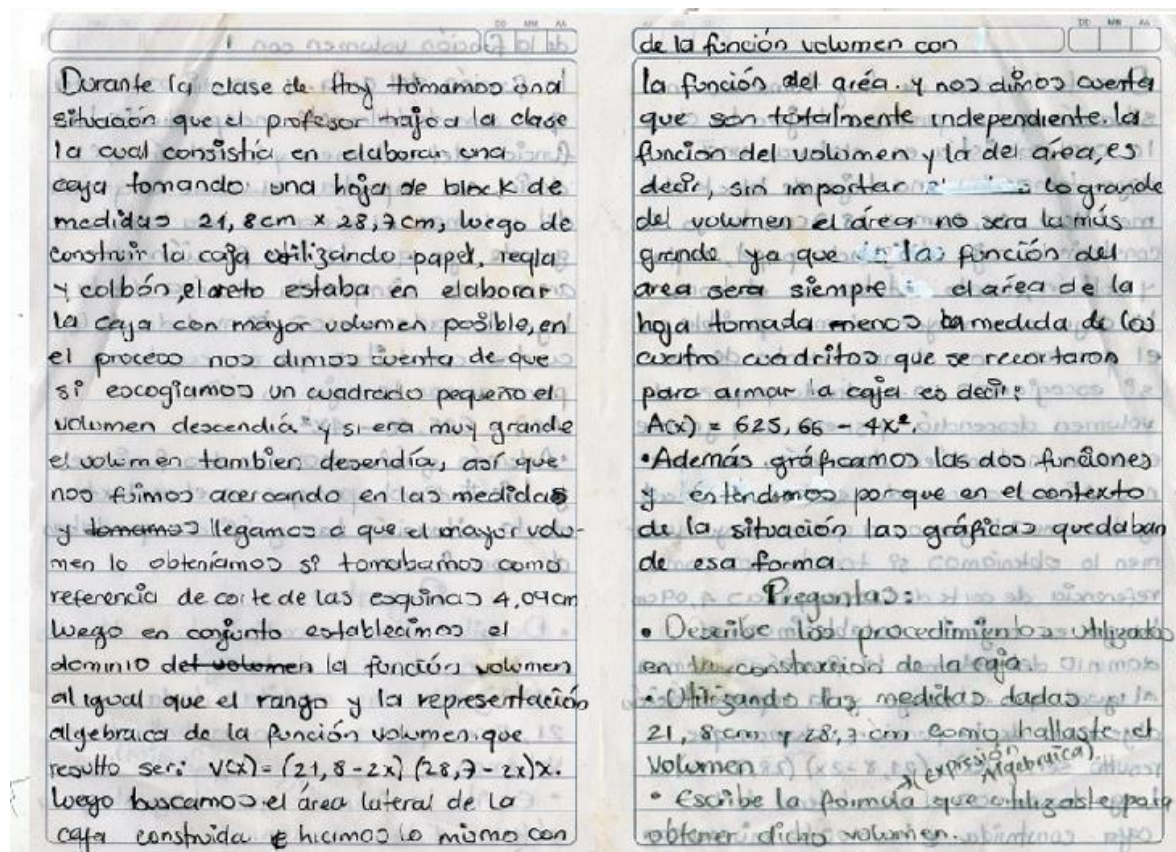 DD MM AA
Durante la clase de Hoy tomamos una
situación que el profesor trajo a la clase
la cual consistía en elaborar una
caja tomando una hoja de block de
medidas 21,8cm x 28,7cm, luego de
construir la caja utilizando papel, regla
y colbón, el reto estaba en elaborar
la caja con mayor volumen posible, en
el proceso nos dimos cuenta de que
si escogiamos un cuadrado pequeño el
volumen descendía y si era muy grande
el volumen tambien desendía, así que
nos fuimos acercando en las medidas
y tomamos llegamos a que el mayor volu-
men lo obteníamos si tomabamos como
referencia de corte de las esquinas 4,09cm
luego en conjunto establecimos el
dominio del volumen la función volumen
al igual que el rango y la representación
algebraica de la función volumen que
resulto ser: V(x) = (21,8-2x) (28,7-2x)x.
luego buscamos el área lateral de la
caja construida e hicimos lo mismo con
DD MM AA
de la función volumen con
la función del aréa. y nos dimos cuenta
que son totalmente independiente. la
función del volumen y la del área, es
decir, sin importar lo grande
del volumen el área no sera la más
grande ya que la función del
area sera siempre: el área de la
hoja tomada menos la medida de los
cuatro cuadritos que se recortaron
para armar la caja es decir:
A(x) = 625,66 - 4x².
•Además gráficamos las dos funciones
y entendimos porque en el contexto
de la situación las gráficas quedaban
de esa forma.
Preguntas:
• Describe los procedimientos utilizados
en la construcción de la caja
• Utilizando las medidas dadas
21,8cm y 28,7 cm como hallaste el
volumen
(expresión algebraica)
• Escribe la formula que utilizaste para
obtener dicho volumen.